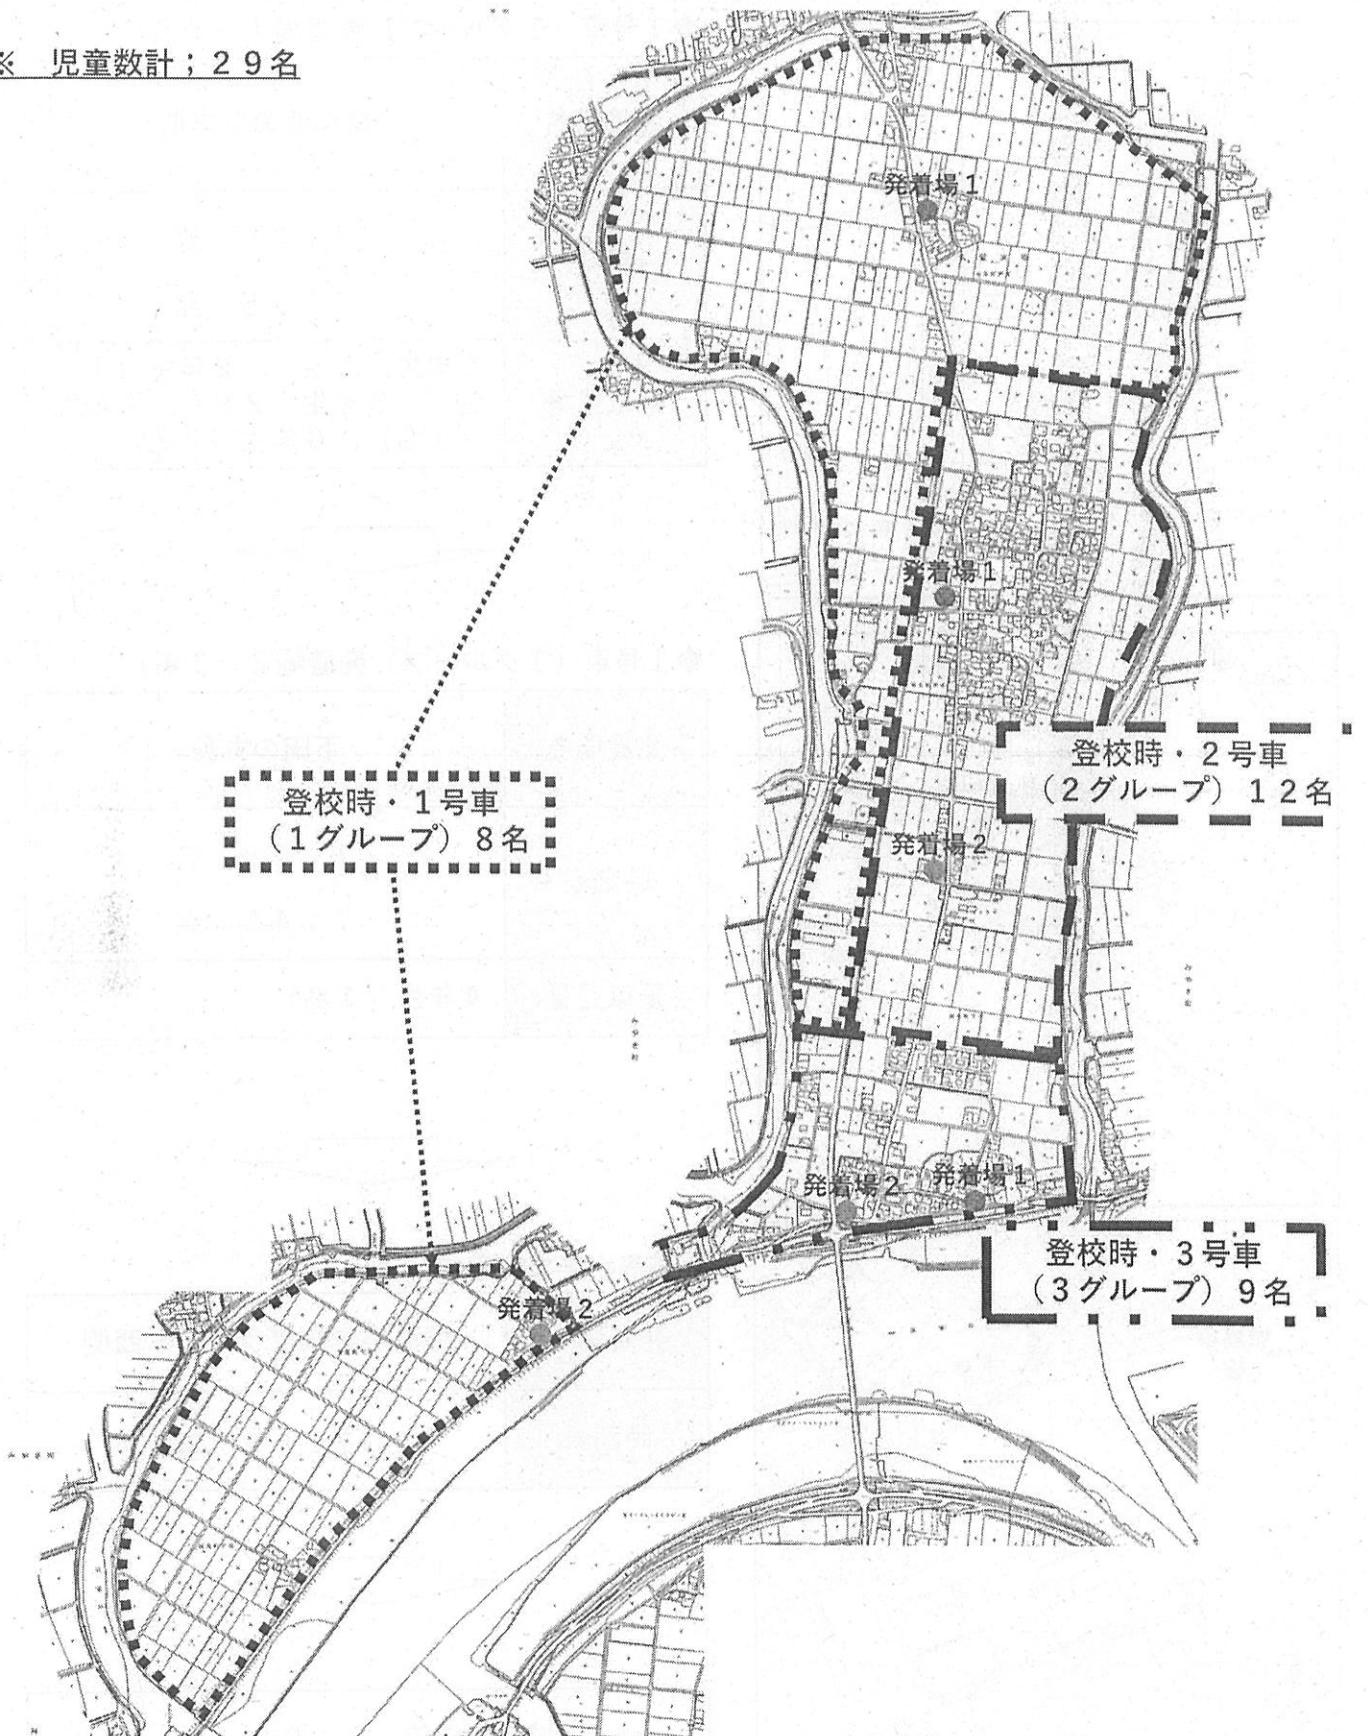 ※ 児童数計；２９名
発着場１
発着場１
登校時・２号車
（２グループ）１２名
登校時・１号車
（１グループ）８名
発着場２
発着場２
発着場１
登校時・３号車
（３グループ）９名
発着場２